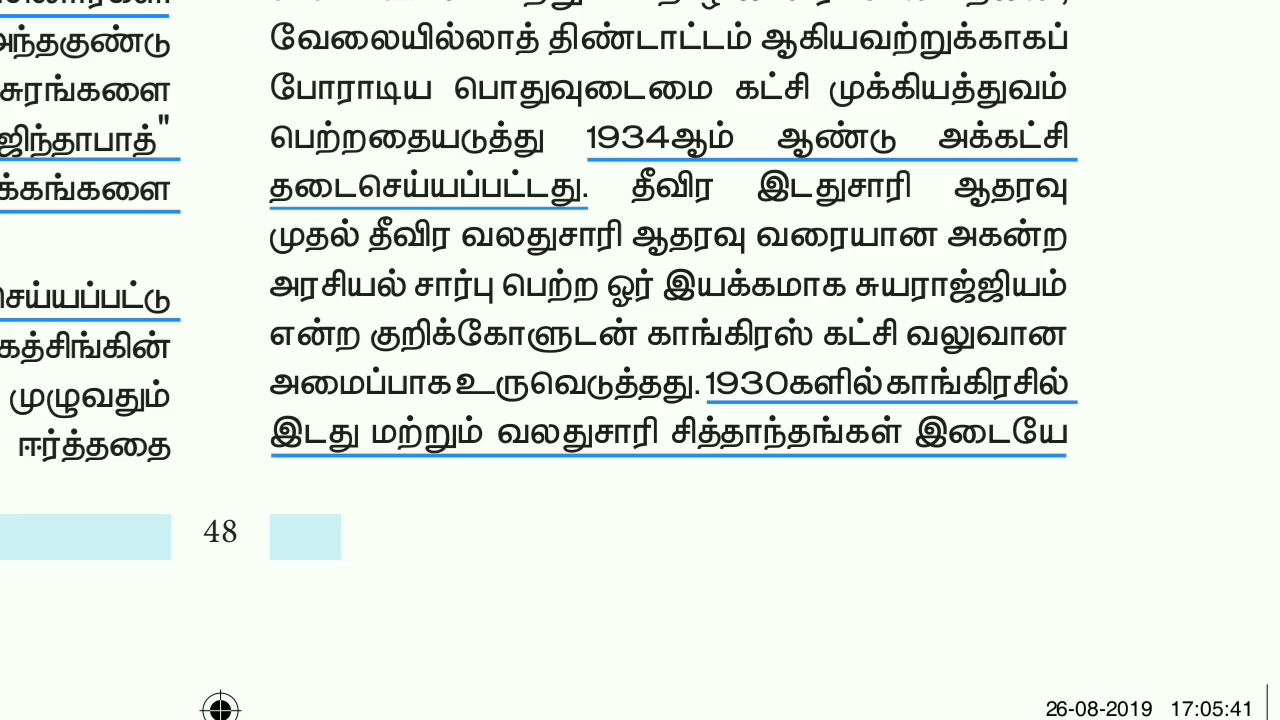 அந்தகுண்டு
சுரங்களை
ஜிந்தாபாத்"
க்கங்களை
செய்யப்பட்டு
கத்சிங்கின்
முழுவதும்
ஈர்த்ததை
வேலையில்லாத் திண்டாட்டம் ஆகியவற்றுக்காகப்
போராடிய பொதுவுடைமை கட்சி முக்கியத்துவம்
பெற்றதையடுத்து 1934ஆம் ஆண்டு அக்கட்சி
தடைசெய்யப்பட்டது. தீவிர இடதுசாரி ஆதரவு
முதல் தீவிர வலதுசாரி ஆதரவு வரையான அகன்ற
அரசியல் சார்பு பெற்ற ஓர் இயக்கமாக சுயராஜ்ஜியம்
என்ற குறிக்கோளுடன் காங்கிரஸ் கட்சி வலுவான
அமைப்பாக உருவெடுத்தது. 1930களில் காங்கிரசில்
இடது மற்றும் வலதுசாரி சித்தாந்தங்கள் இடையே
48
26-08-2019 17:05:41